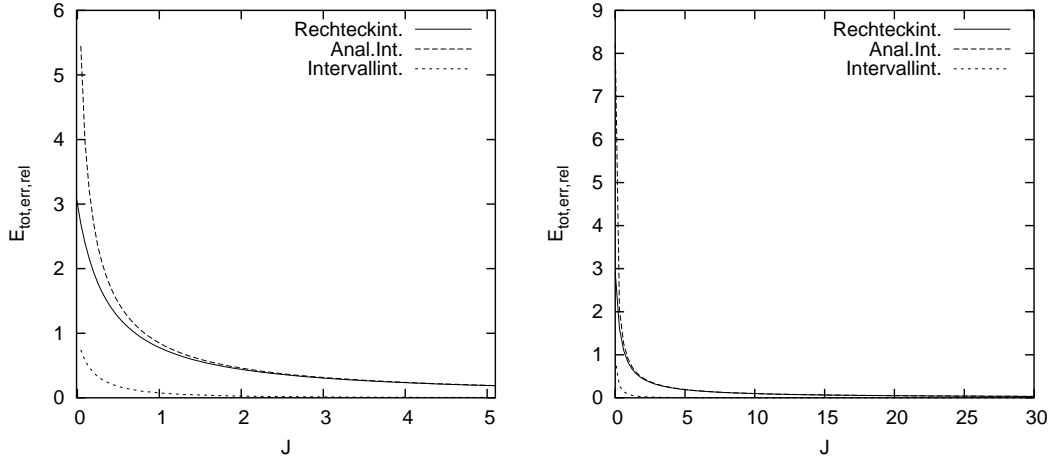 Rechteckint.
Anal.Int.
Intervallint.
6
5
4
3
2
1
0
E_tot,err,rel
0 1 2 3 4 5
J
Rechteckint.
Anal.Int.
Intervallint.
9
8
7
6
5
4
3
2
1
0
E_tot,err,rel
0 5 10 15 20 25 30
J